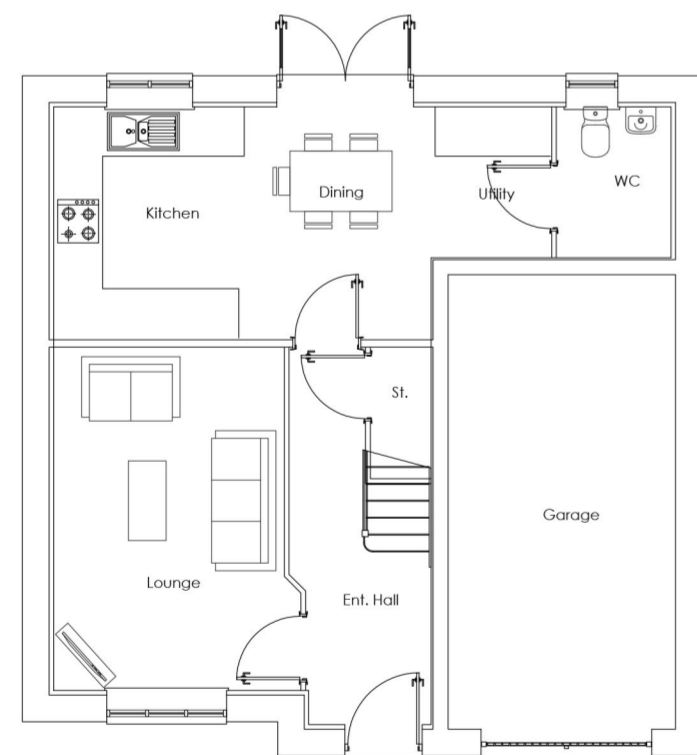 WC
Dining
Utility
Kitchen
St.
Garage
Lounge
Ent. Hall